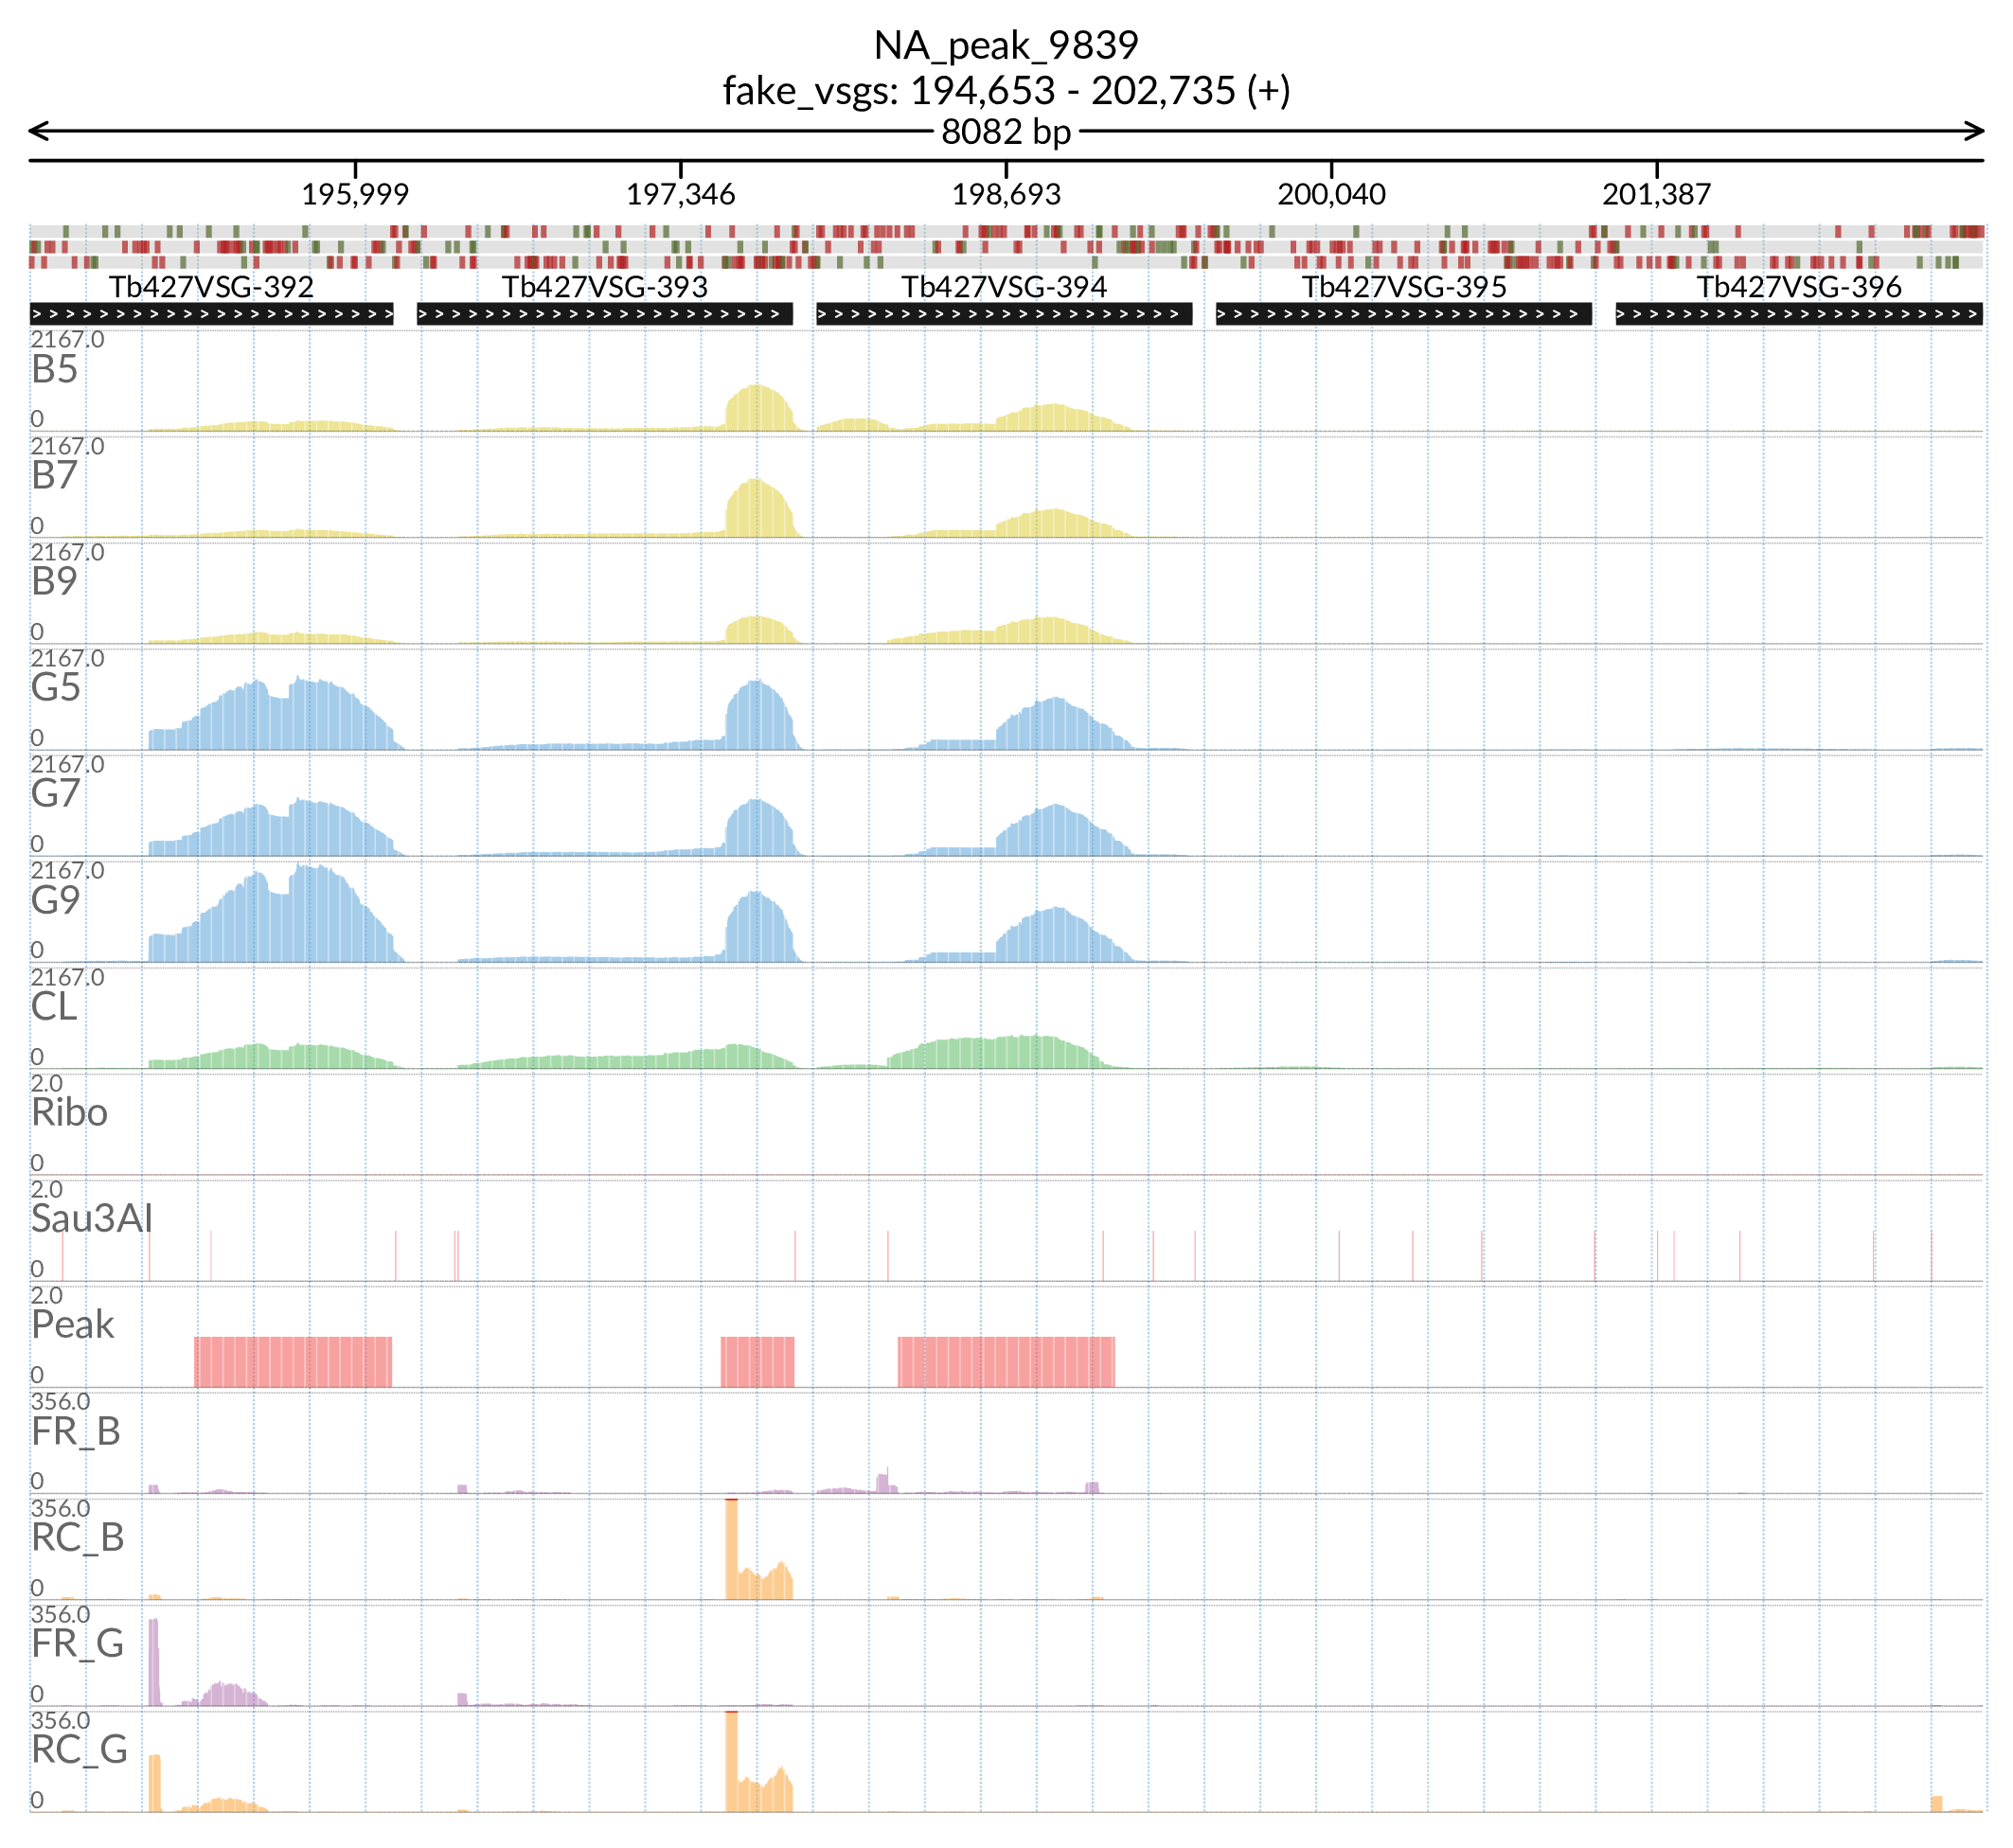 NA_peak_9839
fake_vsgs: 194,653 - 202,735 (+)
8082 bp
195,999 197,346 198,693 200,040 201,387
Tb427VSG-392 Tb427VSG-393 Tb427VSG-394 Tb427VSG-395 Tb427VSG-396
2167.0
B5
0
2167.0
B7
0
2167.0
B9
0
2167.0
G5
0
2167.0
G7
0
2167.0
G9
0
2167.0
CL
0
2.0
Ribo
0
2.0
Sau3AI
0
2.0
Peak
0
356.0
FR_B
0
356.0
RC_B
0
356.0
FR_G
0
356.0
RC_G
0